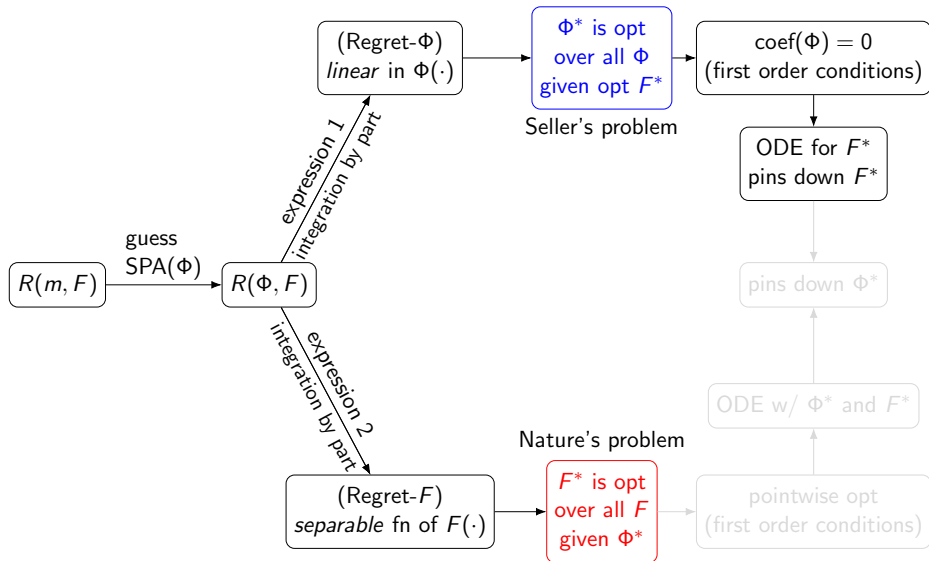 (Regret-Φ)
linear in Φ(·)
Φ* is opt
over all Φ
given opt F*
Seller's problem
coef(Φ) = 0
(first order conditions)
ODE for F*
pins down F*
expression 1
integration by part
guess
SPA(Φ)
R(m, F)
R(Φ, F)
pins down Φ*
expression 2
integration by part
ODE w/ Φ* and F*
Nature's problem
(Regret-F)
separable fn of F(·)
F* is opt
over all F
given Φ*
pointwise opt
(first order conditions)